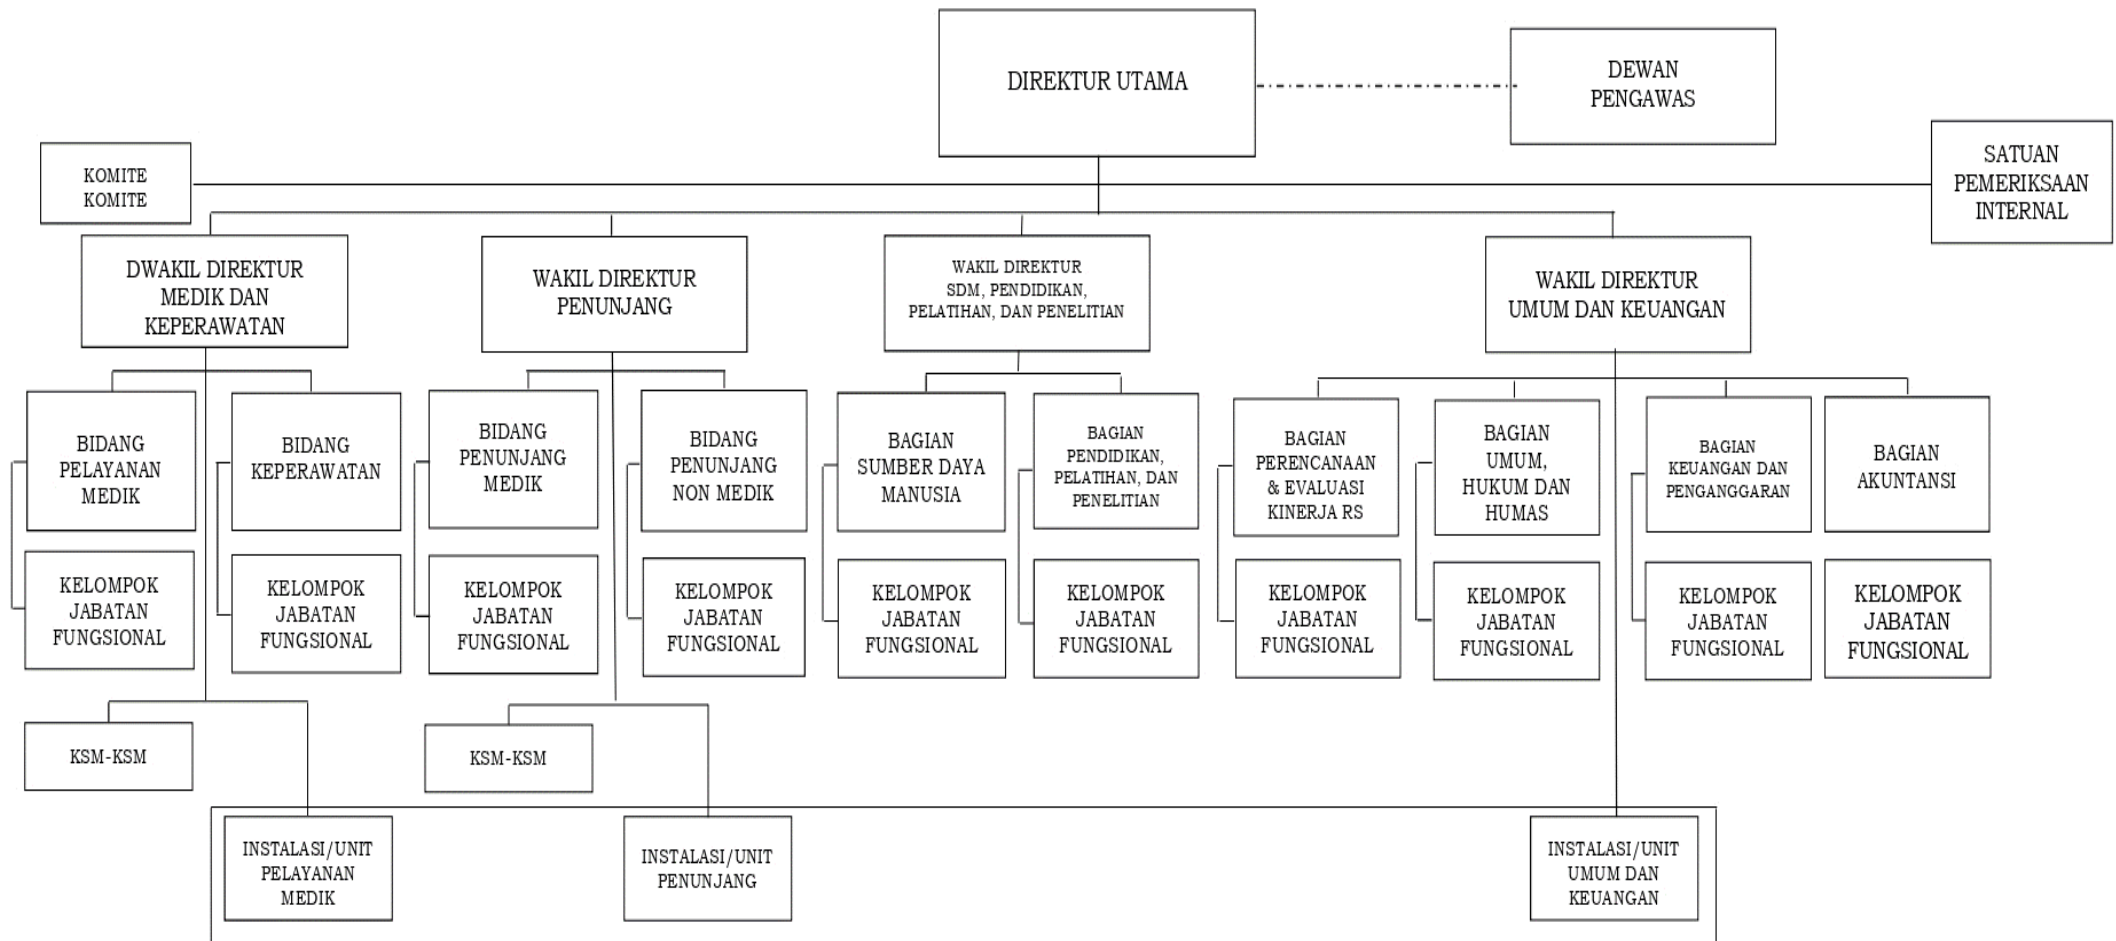 DIREKTUR UTAMA
DEWAN
PENGAWAS
KOMITE
KOMITE
SATUAN
PEMERIKSAAN
INTERNAL
DWAKIL DIREKTUR
MEDIK DAN
KEPERAWATAN
WAKIL DIREKTUR
PENUNJANG
WAKIL DIREKTUR
SDM, PENDIDIKAN,
PELATIHAN, DAN PENELITIAN
WAKIL DIREKTUR
UMUM DAN KEUANGAN
BIDANG
PELAYANAN
MEDIK
BIDANG
KEPERAWATAN
BIDANG
PENUNJANG
MEDIK
BIDANG
PENUNJANG
NON MEDIK
BAGIAN
SUMBER DAYA
MANUSIA
BAGIAN
PENDIDIKAN,
PELATIHAN, DAN
PENELITIAN
BAGIAN
PERENCANAAN
& EVALUASI
KINERJA RS
BAGIAN
UMUM,
HUKUM DAN
HUMAS
BAGIAN
KEUANGAN DAN
PENGANGGARAN
BAGIAN
AKUNTANSI
KELOMPOK
JABATAN
FUNGSIONAL
KELOMPOK
JABATAN
FUNGSIONAL
KELOMPOK
JABATAN
FUNGSIONAL
KELOMPOK
JABATAN
FUNGSIONAL
KELOMPOK
JABATAN
FUNGSIONAL
KELOMPOK
JABATAN
FUNGSIONAL
KELOMPOK
JABATAN
FUNGSIONAL
KELOMPOK
JABATAN
FUNGSIONAL
KELOMPOK
JABATAN
FUNGSIONAL
KELOMPOK
JABATAN
FUNGSIONAL
KSM-KSM
KSM-KSM
INSTALASI/UNIT
PELAYANAN
MEDIK
INSTALASI/UNIT
PENUNJANG
INSTALASI/UNIT
UMUM DAN
KEUANGAN